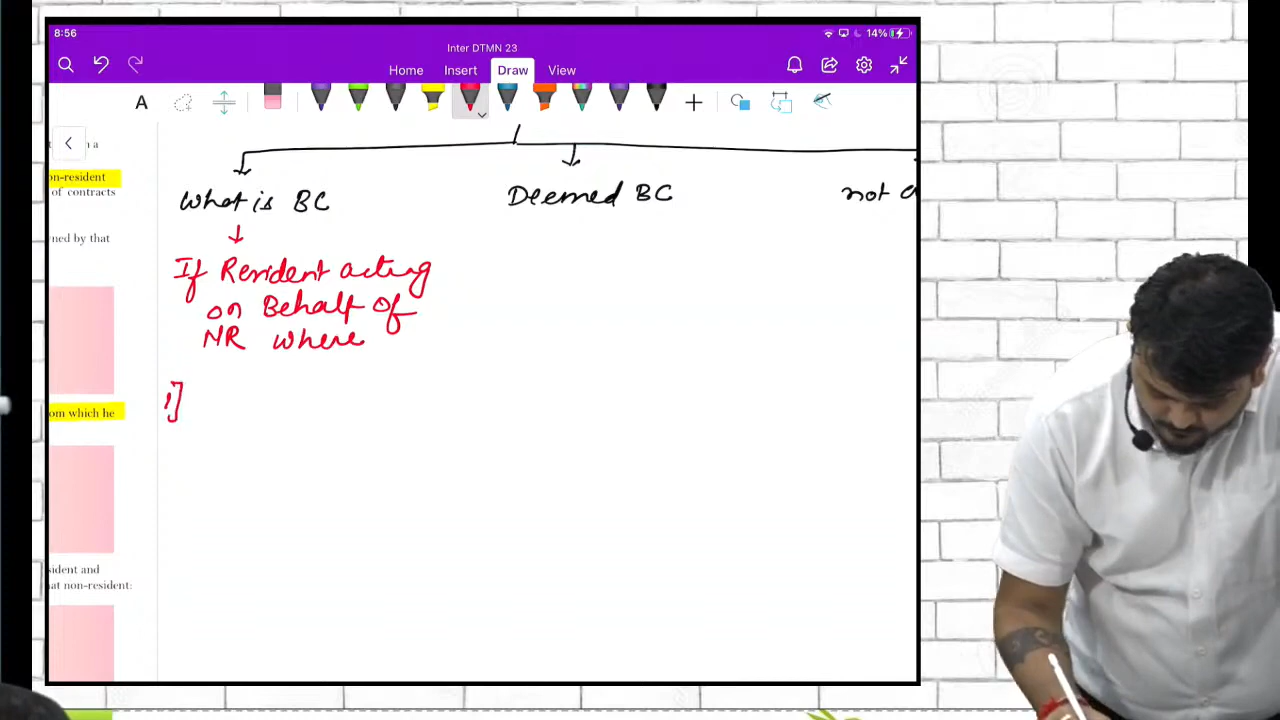 8:56
14%
Inter DTMN 23
Home Insert Draw View
A
n a
on-resident
of contracts
ned by that
om which he
sident and
at non-resident:
What is BC
Deemed BC
not
If Resident acting
on Behalf of
NR where
1]